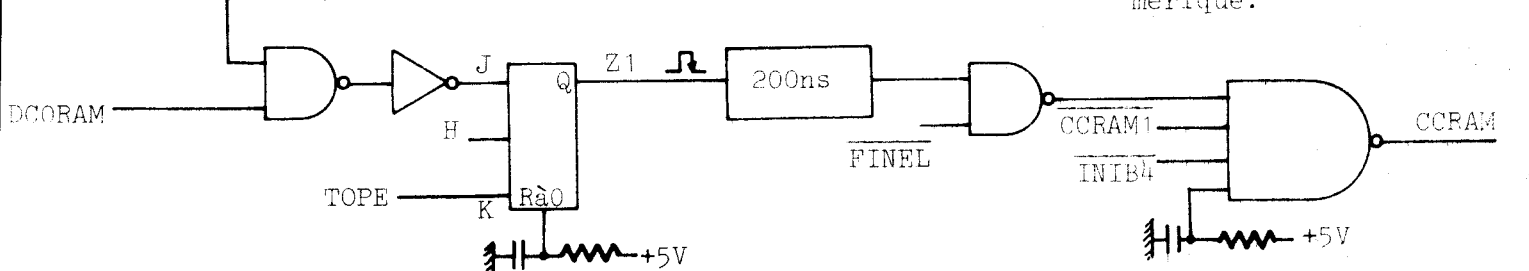 mérique.
DCORAM
J
H
TOPE
K
Q
Rà0
+5V
Z1
200ns
FINEL
CCRAM1
INIB4
+5V
CCRAM